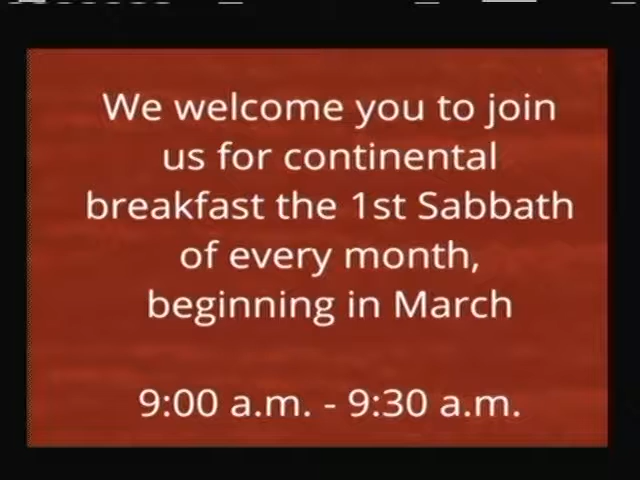 We welcome you to join
us for continental
breakfast the 1st Sabbath
of every month,
beginning in March
9:00 a.m. - 9:30 a.m.